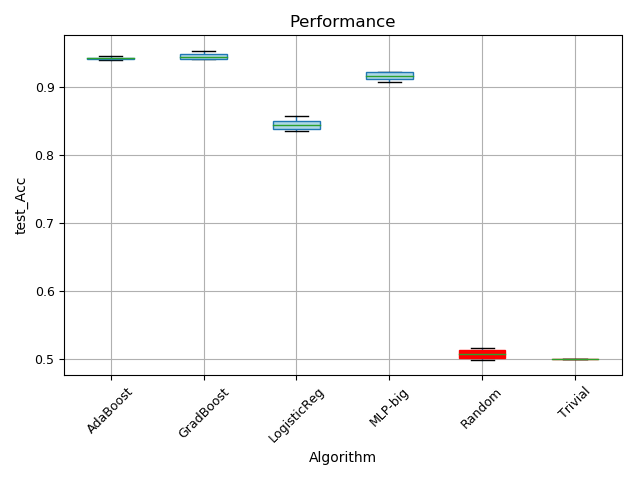 Performance
test_Acc
0.9
0.8
0.7
0.6
0.5
AdaBoost
GradBoost
LogisticReg
MLP-big
Random
Trivial
Algorithm